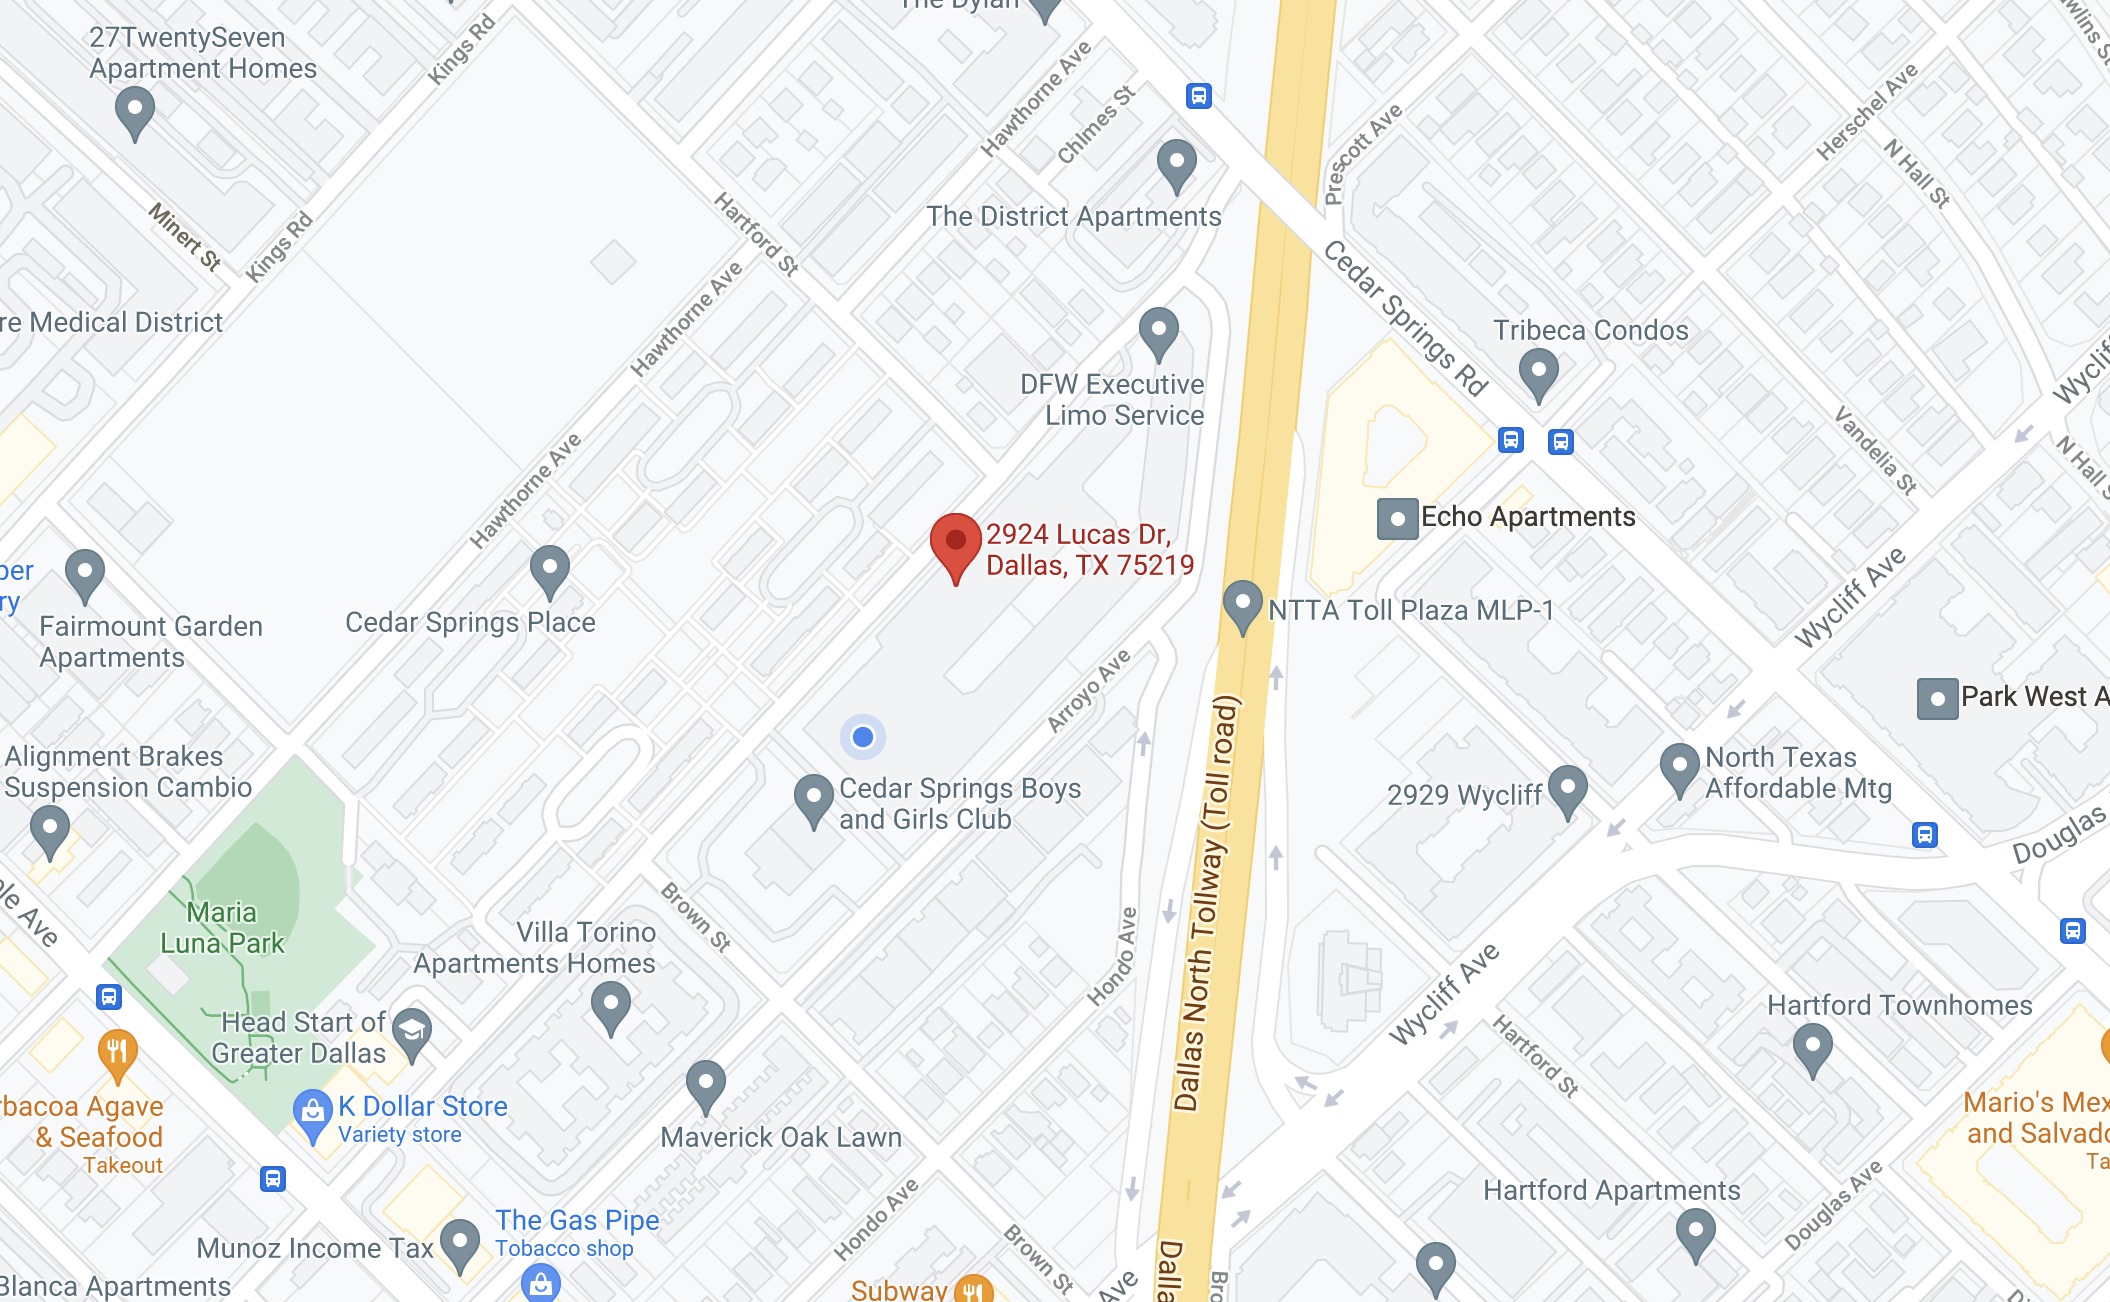 The Dylan
27TwentySeven
Apartment Homes
Kings Rd
Hawthorne Ave
Chlmes St
Prescott Ave
Herschel Ave
N Hall St
Minert St
Kings Rd
Hartford St
The District Apartments
Cedar Springs Rd
re Medical District
Hawthorne Ave
DFW Executive
Limo Service
Tribeca Condos
Vandelia St
N Hall S
Hawthorne Ave
2924 Lucas Dr,
Dallas, TX 75219
Echo Apartments
Wycliff Ave
Fairmount Garden
Apartments
Cedar Springs Place
NTTA Toll Plaza MLP-1
Arroyo Ave
Park West A
Alignment Brakes
Suspension Cambio
Cedar Springs Boys
and Girls Club
Dallas North Tollway (Toll road)
2929 Wycliff
North Texas
Affordable Mtg
Douglas
Maria
Luna Park
Brown St
Villa Torino
Apartments Homes
Hondo Ave
Wycliff Ave
Hartford Townhomes
Head Start of
Greater Dallas
Hartford St
K Dollar Store
Variety store
rbacoa Agave
& Seafood
Takeout
Maverick Oak Lawn
Mario's Mex
and Salvado
Ta
Hartford Apartments
Douglas Ave
Munoz Income Tax
The Gas Pipe
Tobacco shop
Hondo Ave
Brown St
Blanca Apartments
Subway
Ave
Dalla